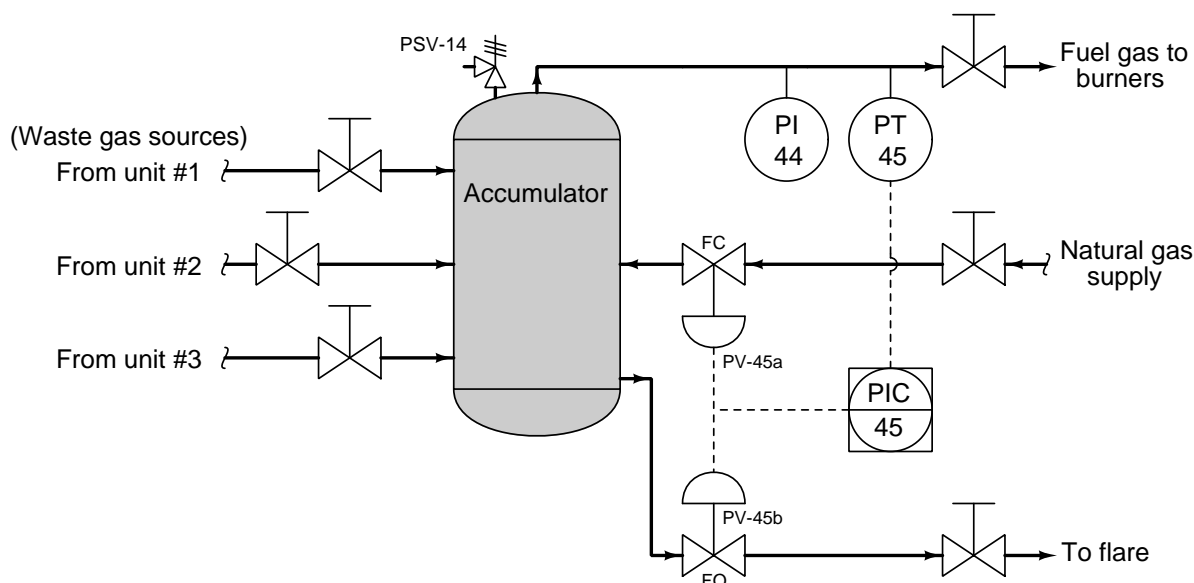 PSV-14
Fuel gas to
burners
(Waste gas sources)
From unit #1
PI
44
PT
45
Accumulator
From unit #2
FC
Natural gas
supply
From unit #3
PV-45a
PIC
45
PV-45b
To flare
FO